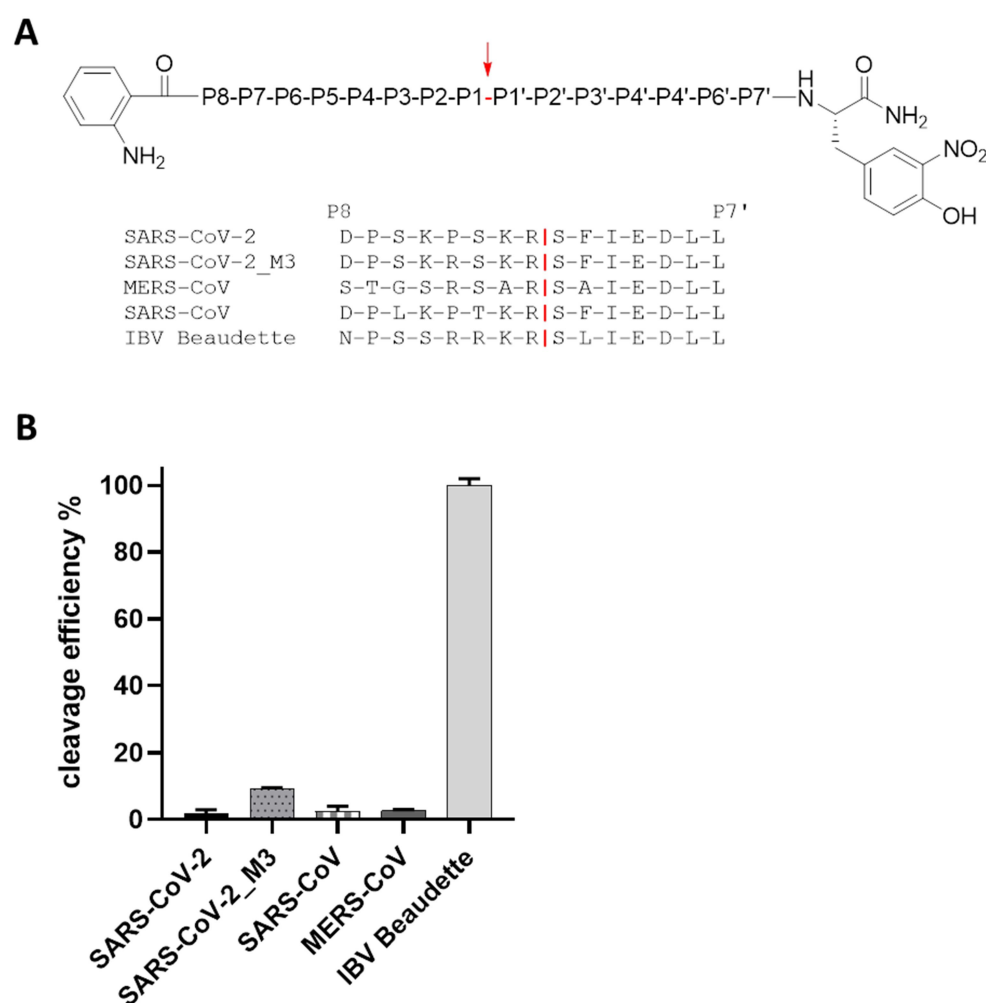 A
O
P8-P7-P6-P5-P4-P3-P2-P1-P1'-P2'-P3'-P4'-P4'-P6'-P7'
H
N
O
NH2
NH2
NO2
OH
P8 P7'
SARS-CoV-2 D-P-S-K-P-S-K-R|S-F-I-E-D-L-L
SARS-CoV-2_M3 D-P-S-K-R-S-K-R|S-F-I-E-D-L-L
MERS-CoV S-T-G-S-R-S-A-R|S-A-I-E-D-L-L
SARS-CoV D-P-L-K-P-T-K-R|S-F-I-E-D-L-L
IBV Beaudette N-P-S-S-R-R-K-R|S-L-I-E-D-L-L
B
cleavage efficiency %
100
80
60
40
20
0
SARS-CoV-2
SARS-CoV-2_M3
SARS-CoV
MERS-CoV
IBV Beaudette